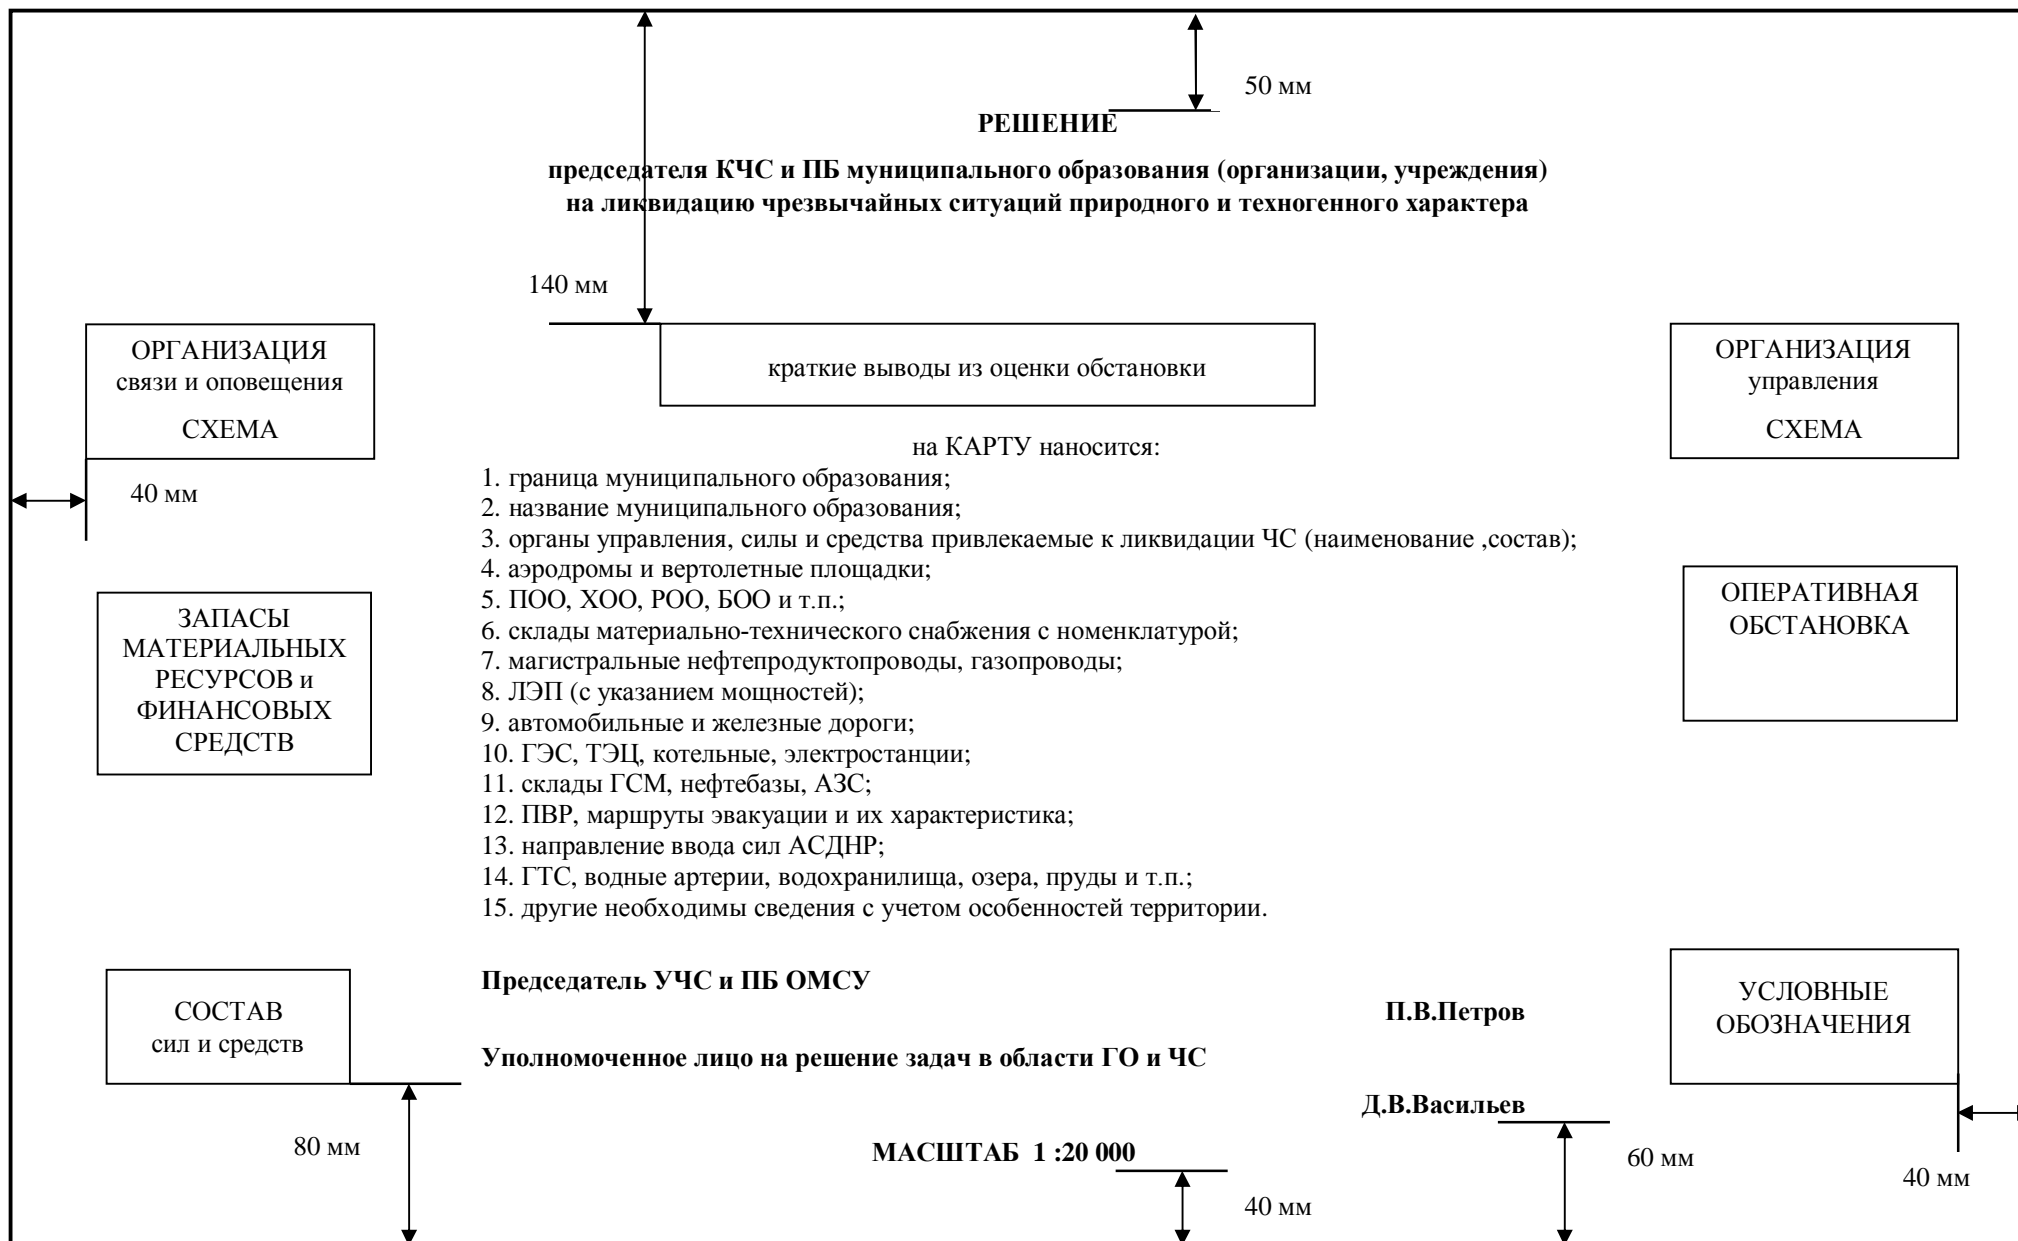 50 мм
РЕШЕНИЕ
председателя КЧС и ПБ муниципального образования (организации, учреждения)
на ликвидацию чрезвычайных ситуаций природного и техногенного характера
140 мм
ОРГАНИЗАЦИЯ
связи и оповещения
СХЕМА
краткие выводы из оценки обстановки
ОРГАНИЗАЦИЯ
управления
СХЕМА
40 мм
на КАРТУ наносится:
1. граница муниципального образования;
2. название муниципального образования;
3. органы управления, силы и средства привлекаемые к ликвидации ЧС (наименование ,состав);
4. аэродромы и вертолетные площадки;
5. ПОО, ХОО, РОО, БОО и т.п.;
6. склады материально-технического снабжения с номенклатурой;
7. магистральные нефтепродуктопроводы, газопроводы;
8. ЛЭП (с указанием мощностей);
9. автомобильные и железные дороги;
10. ГЭС, ТЭЦ, котельные, электростанции;
11. склады ГСМ, нефтебазы, АЗС;
12. ПВР, маршруты эвакуации и их характеристика;
13. направление ввода сил АСДНР;
14. ГТС, водные артерии, водохранилища, озера, пруды и т.п.;
15. другие необходимы сведения с учетом особенностей территории.
ЗАПАСЫ
МАТЕРИАЛЬНЫХ
РЕСУРСОВ и
ФИНАНСОВЫХ
СРЕДСТВ
ОПЕРАТИВНАЯ
ОБСТАНОВКА
Председатель УЧС и ПБ ОМСУ
П.В.Петров
Уполномоченное лицо на решение задач в области ГО и ЧС
Д.В.Васильев
СОСТАВ
сил и средств
УСЛОВНЫЕ
ОБОЗНАЧЕНИЯ
80 мм
МАСШТАБ 1 :20 000
40 мм
60 мм
40 мм